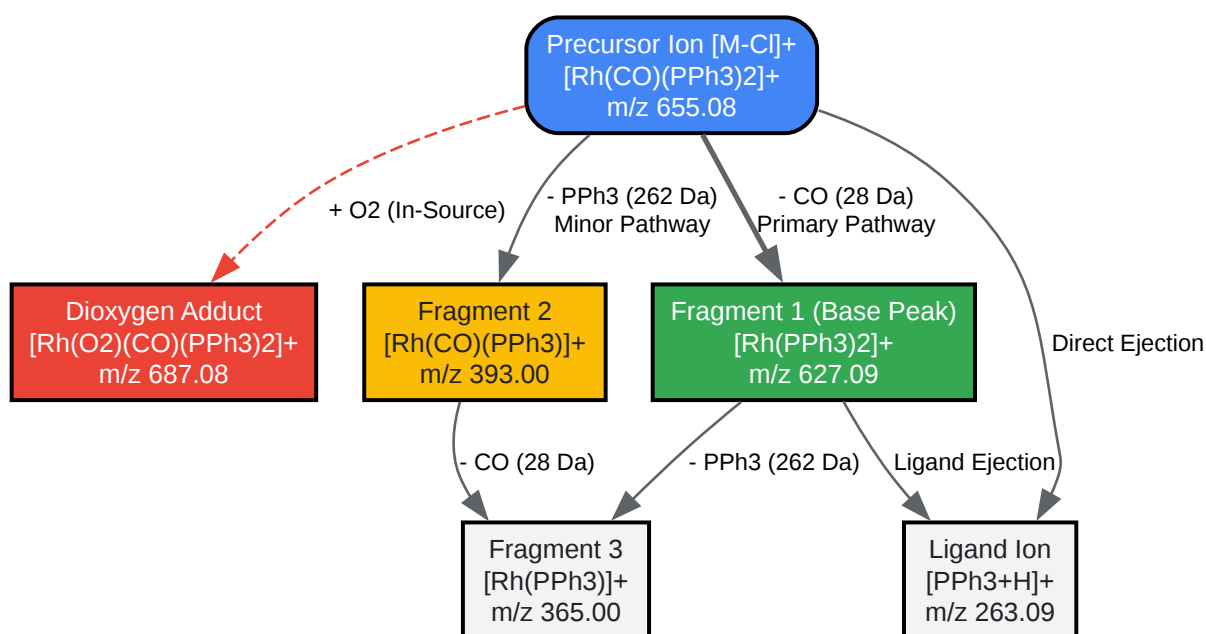 Precursor Ion [M-Cl]+
[Rh(CO)(PPh3)2]+
m/z 655.08
+ O2 (In-Source)
- PPh3 (262 Da)
Minor Pathway
- CO (28 Da)
Primary Pathway
Direct Ejection
Dioxygen Adduct
[Rh(O2)(CO)(PPh3)2]+
m/z 687.08
Fragment 2
[Rh(CO)(PPh3)]+
m/z 393.00
Fragment 1 (Base Peak)
[Rh(PPh3)2]+
m/z 627.09
- CO (28 Da)
- PPh3 (262 Da)
Ligand Ejection
Fragment 3
[Rh(PPh3)]+
m/z 365.00
Ligand Ion
[PPh3+H]+
m/z 263.09